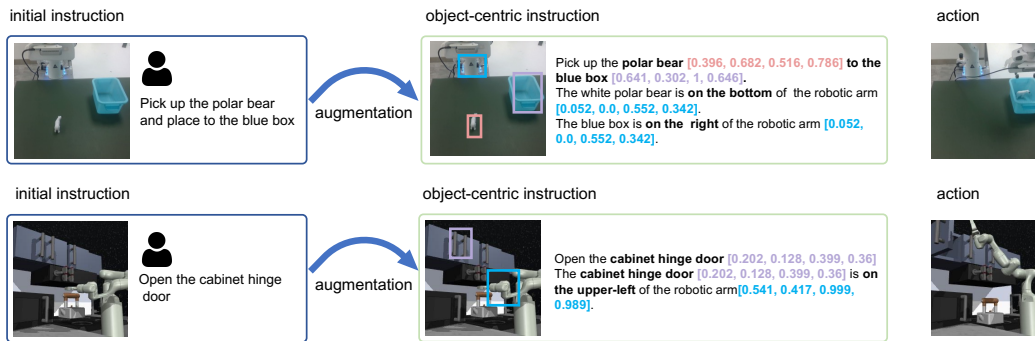 initial instruction
object-centric instruction
action
Pick up the polar bear
and place to the blue box
augmentation
Pick up the polar bear [0.396, 0.682, 0.516, 0.786] to the
blue box [0.641, 0.302, 1, 0.646].
The white polar bear is on the bottom of the robotic arm
[0.052, 0.0, 0.552, 0.342].
The blue box is on the right of the robotic arm [0.052,
0.0, 0.552, 0.342].
initial instruction
object-centric instruction
action
Open the cabinet hinge
door
augmentation
Open the cabinet hinge door [0.202, 0.128, 0.399, 0.36]
The cabinet hinge door [0.202, 0.128, 0.399, 0.36] is on
the upper-left of the robotic arm[0.541, 0.417, 0.999,
0.989].